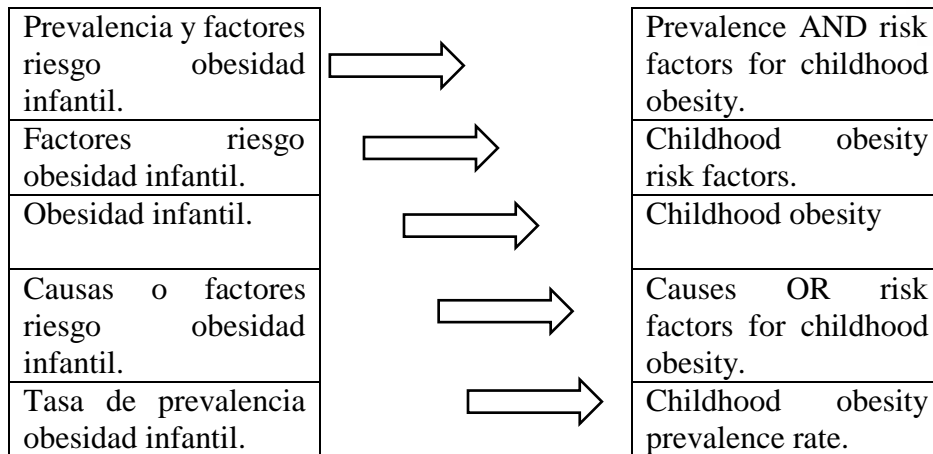 Prevalencia y factores
riesgo obesidad
infantil.
Prevalence AND risk
factors for childhood
obesity.
Factores riesgo
obesidad infantil.
Childhood obesity
risk factors.
Obesidad infantil.
Childhood obesity
Causas o factores
riesgo obesidad
infantil.
Causes OR risk
factors for childhood
obesity.
Tasa de prevalencia
obesidad infantil.
Childhood obesity
prevalence rate.